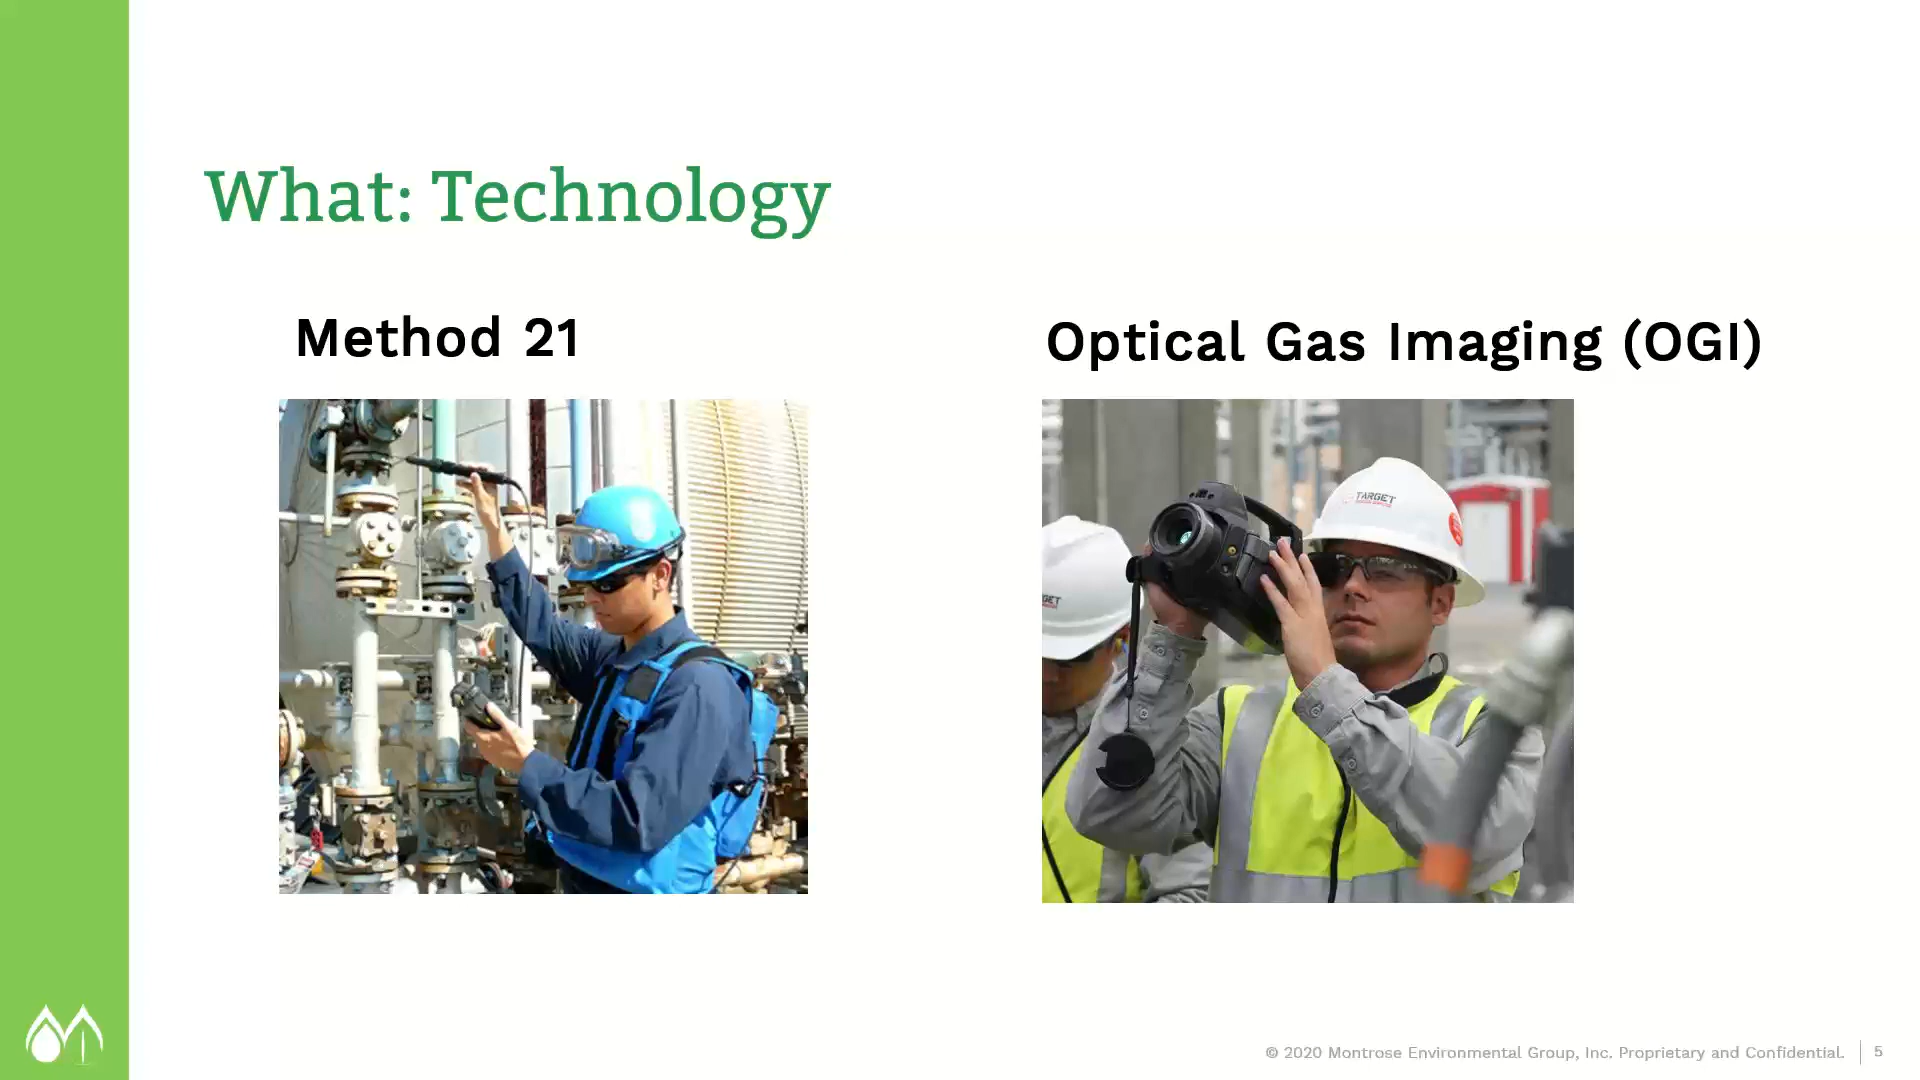 What: Technology
Method 21
Optical Gas Imaging (OGI)
TARGET
© 2020 Montrose Environmental Group, Inc. Proprietary and Confidential.
5